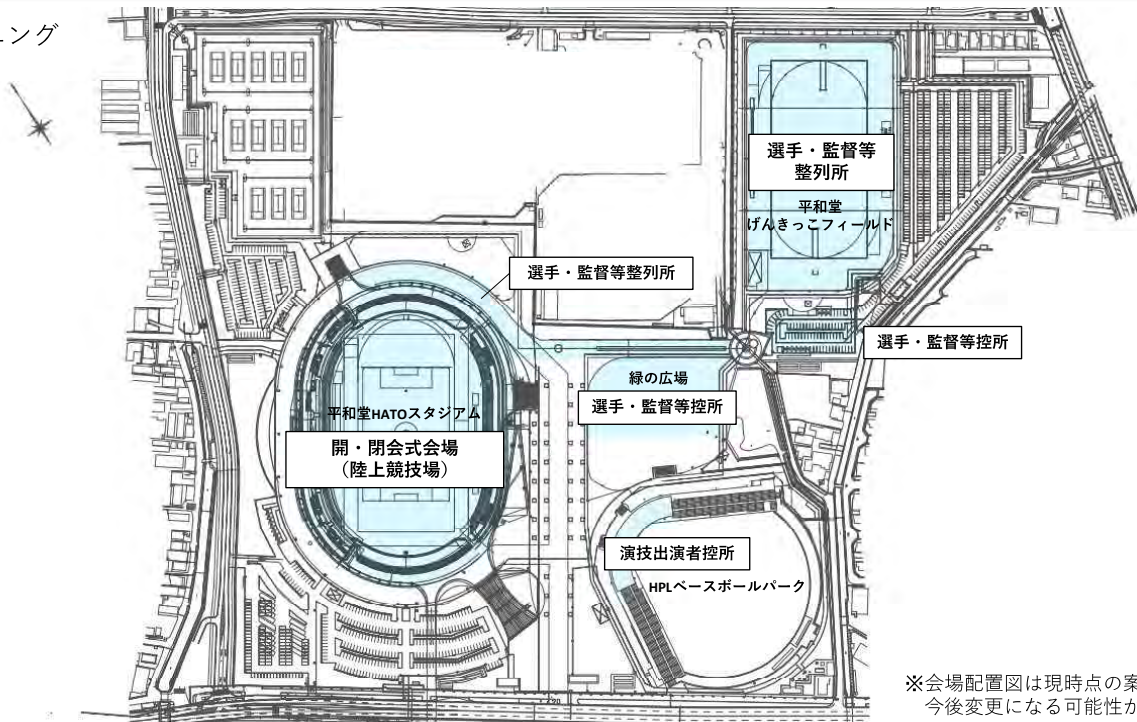 ニング
選手・監督等
整列所
平和堂
げんきっこフィールド
選手・監督等整列所
選手・監督等控所
緑の広場
選手・監督等控所
平和堂HATOスタジアム
開・閉会式会場
（陸上競技場）
演技出演者控所
HPLベースボールパーク
※会場配置図は現時点の案
今後変更になる可能性が